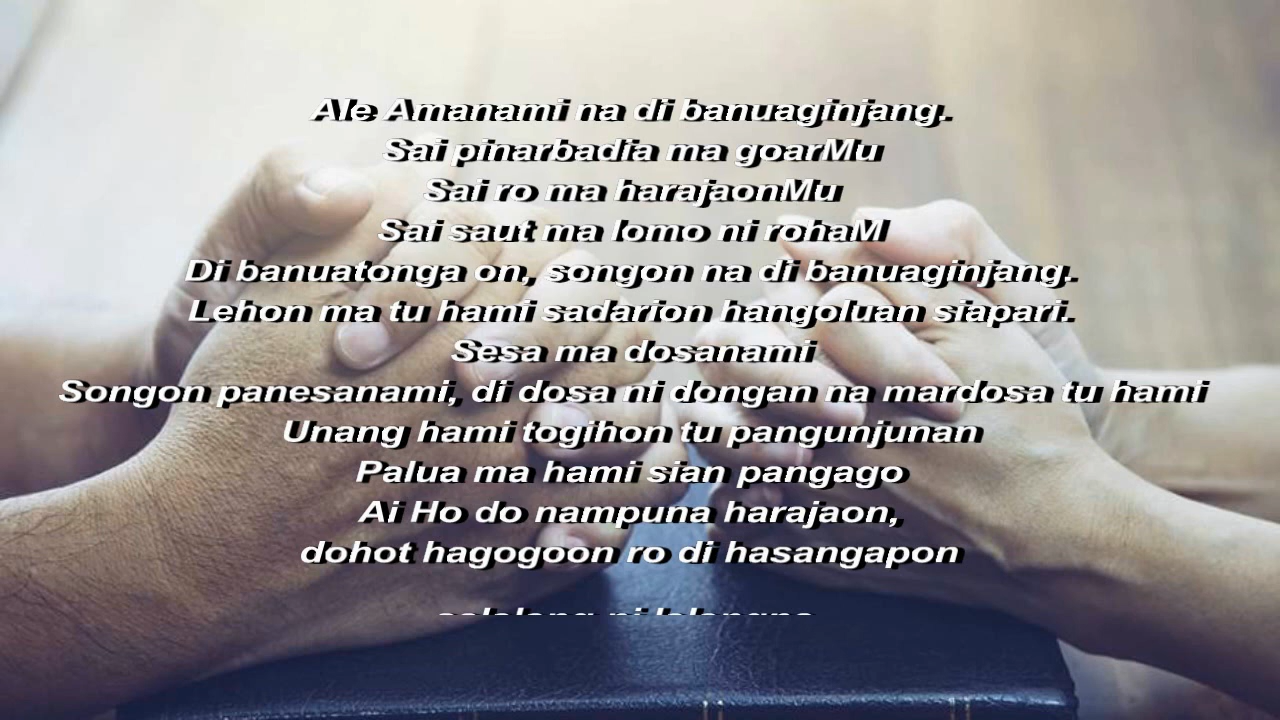 Ale Amanami na di banuaginjang.
Sai pinarbadia ma goarMu
Sai ro ma harajaonMu
Sai saut ma lomo ni rohaM
Di banuatonga on, songon na di banuaginjang.
Lehon ma tu hami sadarion hangoluan siapari.
Sesa ma dosanami
Songon panesanami, di dosa ni dongan na mardosa tu hami
Unang hami togihon tu pangunjunan
Palua ma hami sian pangago
Ai Ho do nampuna harajaon,
dohot hagogoon ro di hasangapon